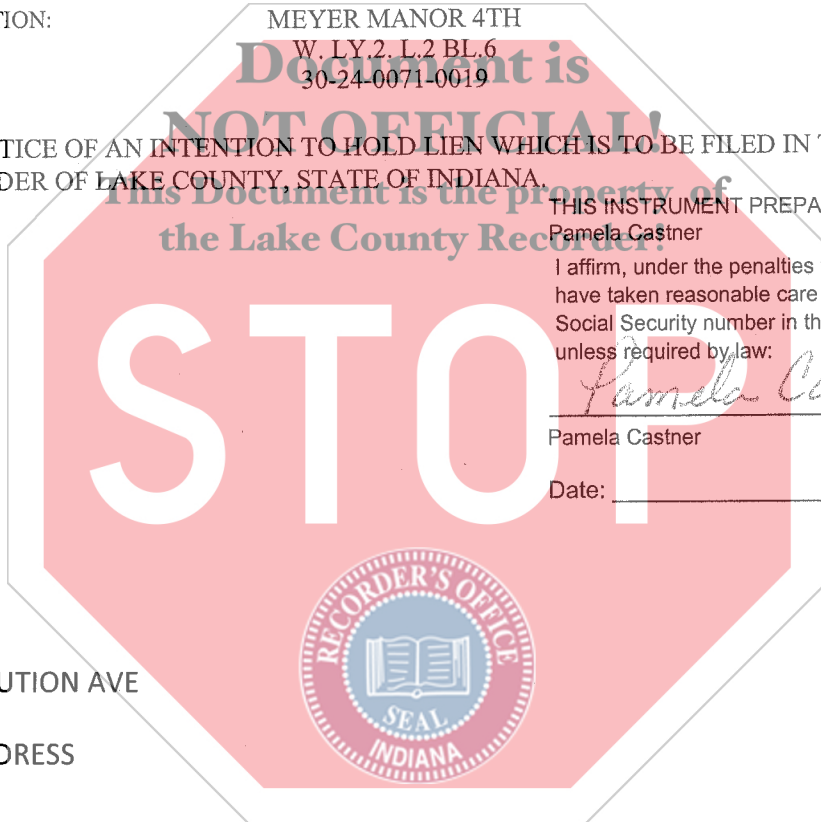 TION: MEYER MANOR 4TH
W. LY.2. L.2 BL.6
30-24-0071-0019
Document is
NOT OFFICIAL!
This Document is the property of
the Lake County Recorder!
TICE OF AN INTENTION TO HOLD LIEN WHICH IS TO BE FILED IN T
DER OF LAKE COUNTY, STATE OF INDIANA.
THIS INSTRUMENT PREPA
Pamela Castner
I affirm, under the penalties
have taken reasonable care
Social Security number in th
unless required by law:
Pamela Ca
Pamela Castner
Date:
STOP
RECORDER'S OFFICE
SEAL
INDIANA
UTION AVE
DRESS